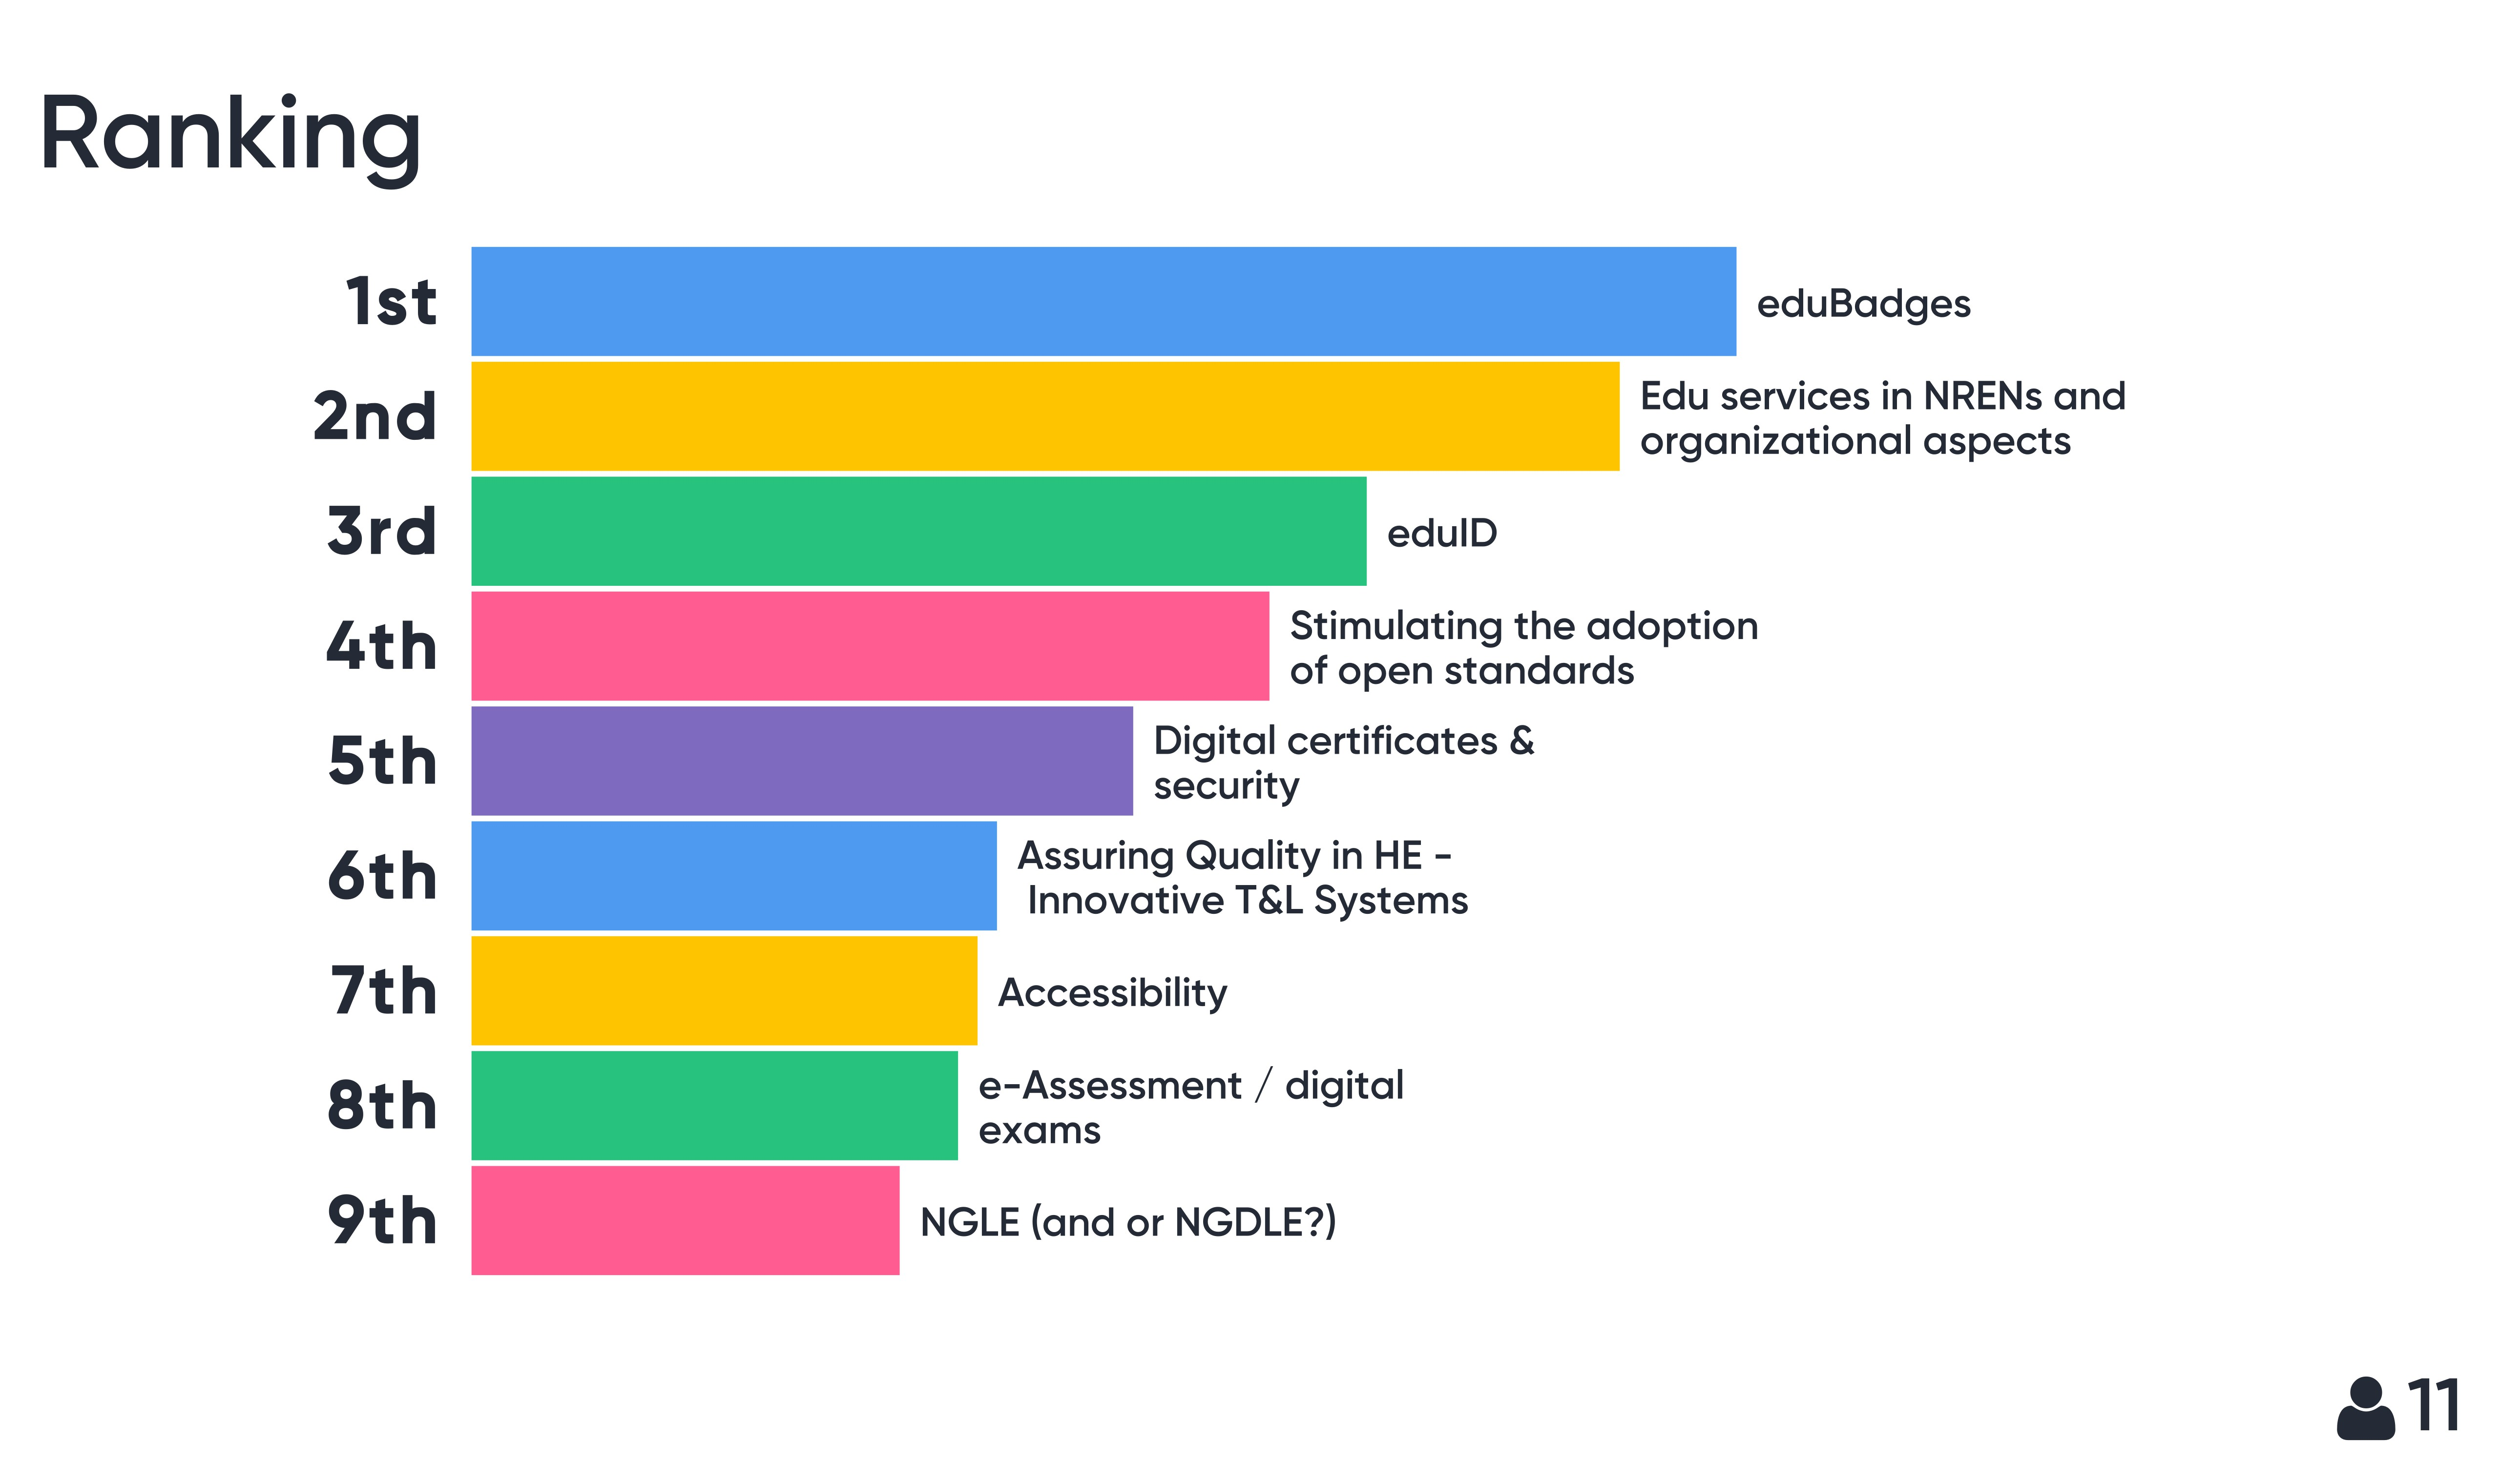 Ranking
1st
eduBadges
2nd
Edu services in NRENs and
organizational aspects
3rd
eduID
4th
Stimulating the adoption
of open standards
5th
Digital certificates &
security
6th
Assuring Quality in HE -
Innovative T&L Systems
7th
Accessibility
8th
e-Assessment / digital
exams
9th
NGLE (and or NGDLE?)
11